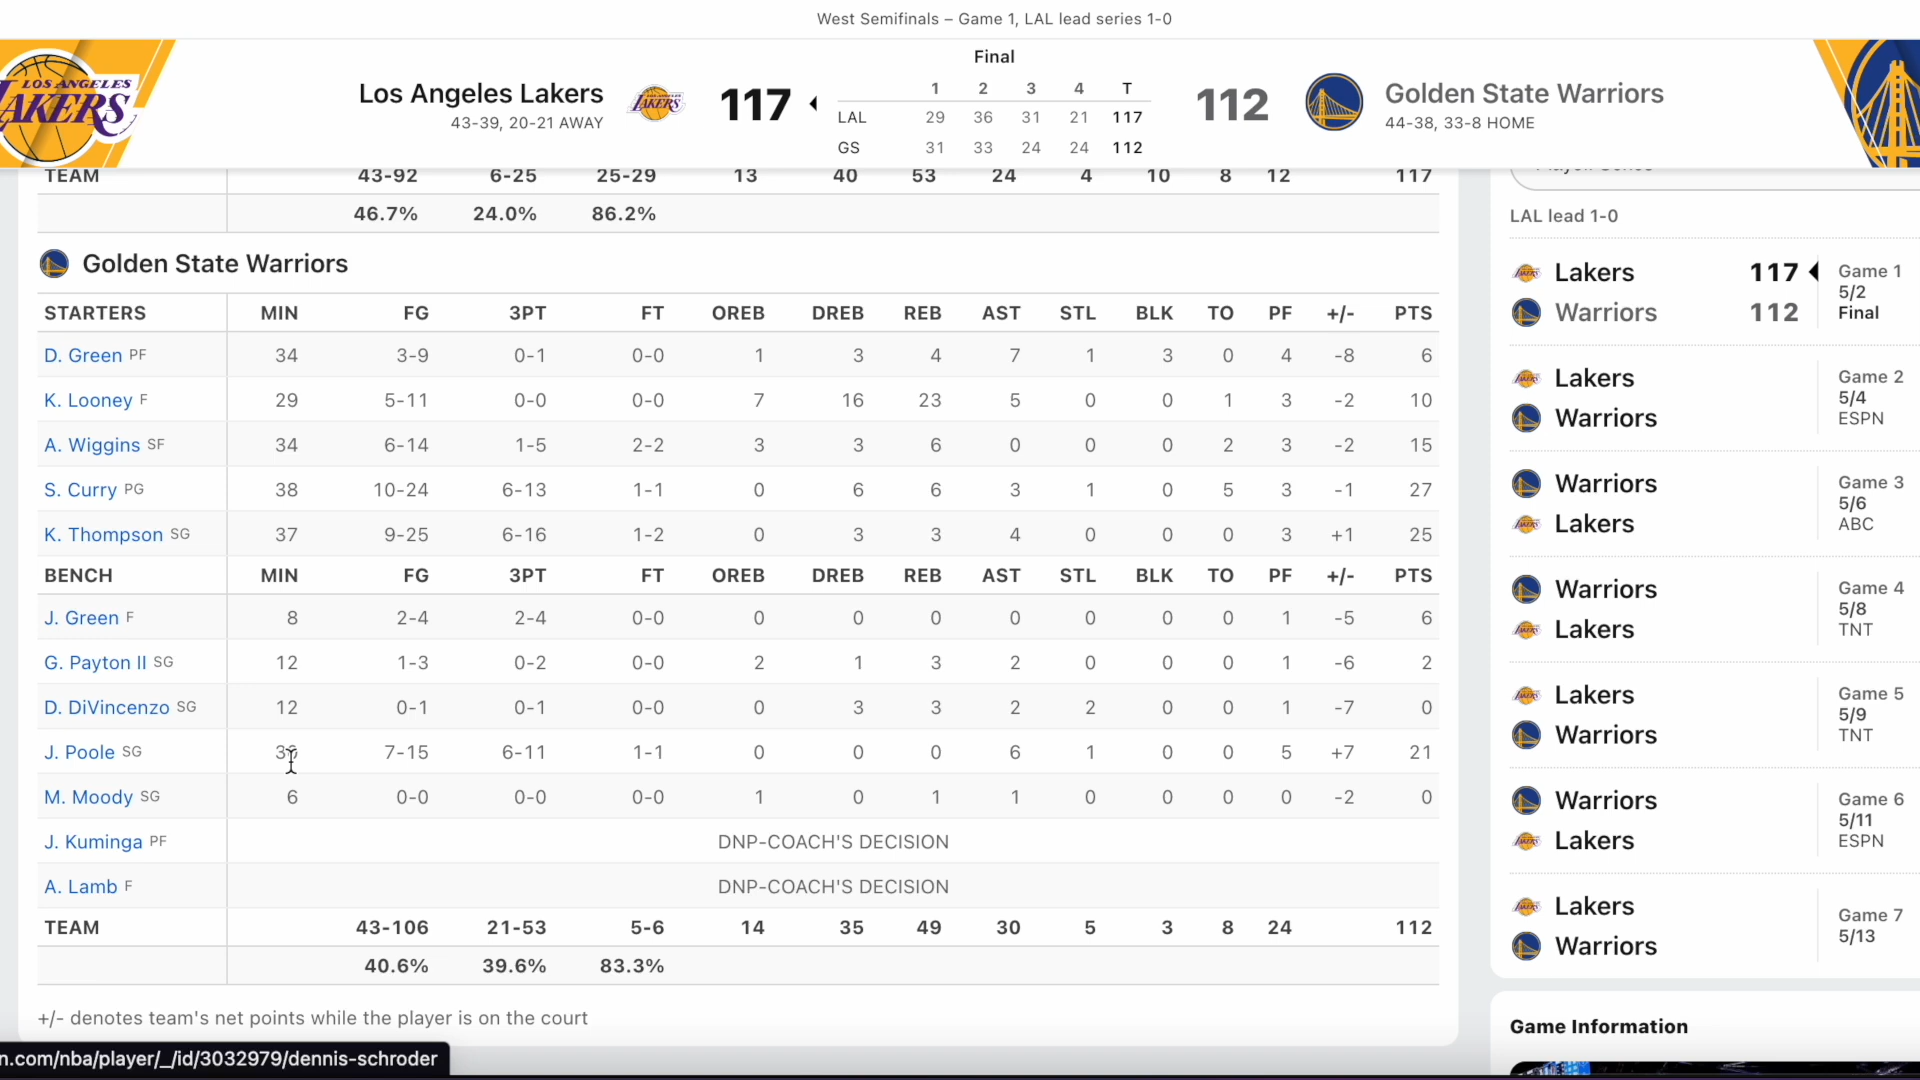 West Semifinals – Game 1, LAL lead series 1-0
LOS ANGELES
LAKERS
Los Angeles Lakers
43-39, 20-21 AWAY
LAKERS
117
Final
1 2 3 4 T
LAL 29 36 31 21 117
GS 31 33 24 24 112
112
Golden State Warriors
44-38, 33-8 HOME
TEAM 43-92 6-25 25-29 13 40 53 24 4 10 8 12 117
46.7% 24.0% 86.2%
Golden State Warriors
STARTERS MIN FG 3PT FT OREB DREB REB AST STL BLK TO PF +/- PTS
D. Green PF 34 3-9 0-1 0-0 1 3 4 7 1 3 0 4 -8 6
K. Looney F 29 5-11 0-0 0-0 7 16 23 5 0 0 1 3 -2 10
A. Wiggins SF 34 6-14 1-5 2-2 3 3 6 0 0 0 2 3 -2 15
S. Curry PG 38 10-24 6-13 1-1 0 6 6 3 1 0 5 3 -1 27
K. Thompson SG 37 9-25 6-16 1-2 0 3 3 4 0 0 0 3 +1 25
BENCH MIN FG 3PT FT OREB DREB REB AST STL BLK TO PF +/- PTS
J. Green F 8 2-4 2-4 0-0 0 0 0 0 0 0 0 1 -5 6
G. Payton II SG 12 1-3 0-2 0-0 2 1 3 2 0 0 0 1 -6 2
D. DiVincenzo SG 12 0-1 0-1 0-0 0 3 3 2 2 0 0 1 -7 0
J. Poole SG 7-15 6-11 1-1 0 0 0 6 1 0 0 5 +7 21
M. Moody SG 6 0-0 0-0 0-0 1 0 1 1 0 0 0 0 -2 0
J. Kuminga PF DNP-COACH'S DECISION
A. Lamb F DNP-COACH'S DECISION
TEAM 43-106 21-53 5-6 14 35 49 30 5 3 8 24 112
40.6% 39.6% 83.3%
+/- denotes team's net points while the player is on the court
n.com/nba/player/_/id/3032979/dennis-schroder
LAL lead 1-0
Lakers 117 Game 1
5/2
Warriors 112 Final
Lakers Game 2
5/4
Warriors ESPN
Warriors Game 3
5/6
Lakers ABC
Warriors Game 4
5/8
Lakers TNT
Lakers Game 5
5/9
Warriors TNT
Warriors Game 6
5/11
Lakers ESPN
Lakers Game 7
Warriors 5/13
Game Information